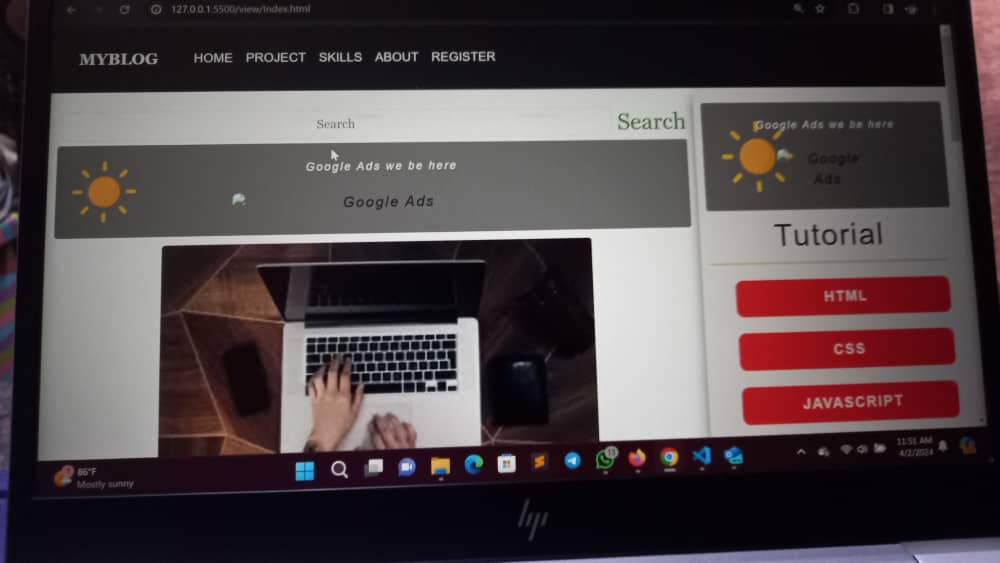 127.0.0.1:5500/view/index.html
MYBLOG HOME PROJECT SKILLS ABOUT REGISTER
Search Search
Google Ads we be here
Google Ads
Google Ads we be here
Google
Ads
Tutorial
HTML
CSS
JAVASCRIPT
86°F
Mostly sunny
11:51 AM
4/2/2024
hp